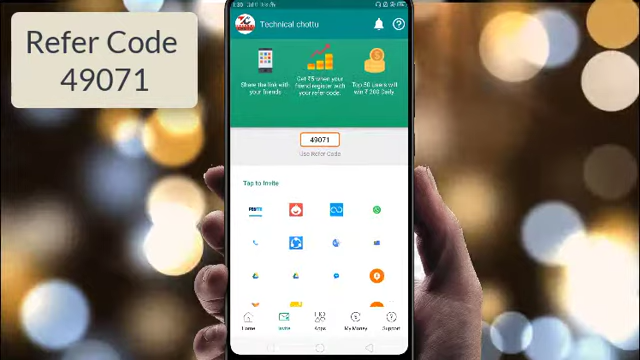 Refer Code
49071
Technical chottu
Share the link with
your friends
Get ₹5 when your
friend register with
your refer code.
Top 50 users will
win ₹ 200 Daily
49071
Use Refer Code
Tap to Invite
PAYTM
Home
Invite
Apps
My Money
Support